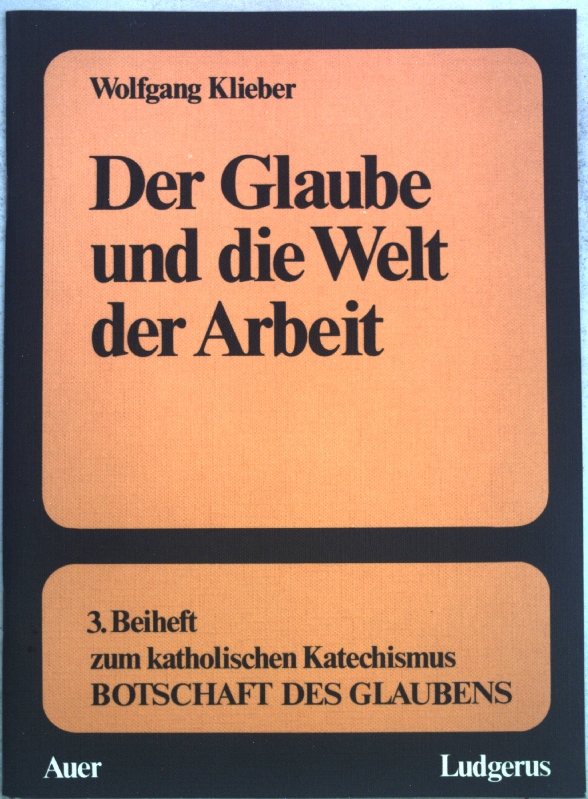 Wolfgang Klieber
Der Glaube
und die Welt
der Arbeit
3. Beiheft
zum katholischen Katechismus
BOTSCHAFT DES GLAUBENS
Auer Ludgerus